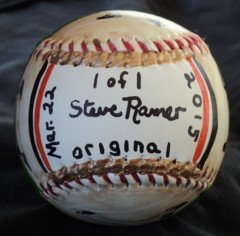 1 of 1
Steve Ramer
original
Mar. 22
2015